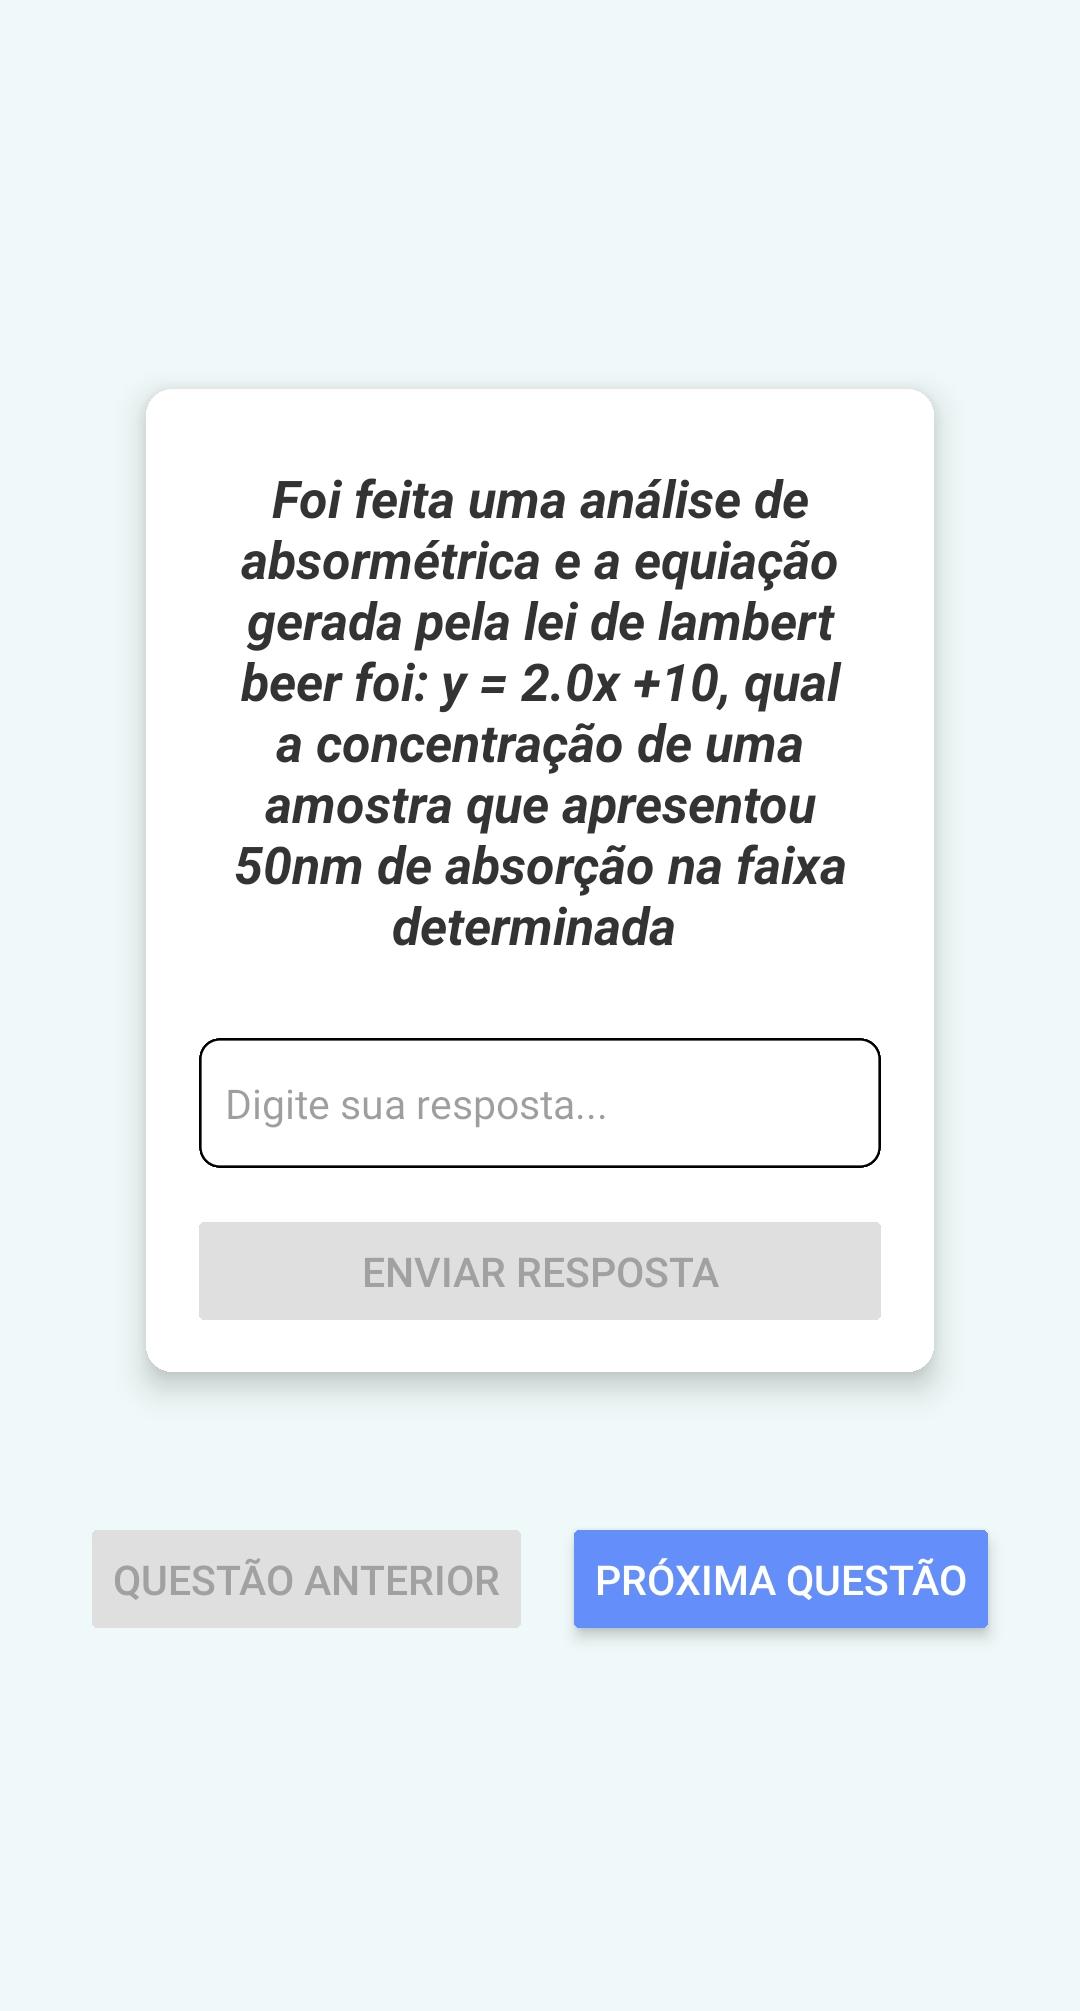 Foi feita uma análise de
absormétrica e a equiação
gerada pela lei de lambert
beer foi: y = 2.0x +10, qual
a concentração de uma
amostra que apresentou
50nm de absorção na faixa
determinada
Digite sua resposta...
ENVIAR RESPOSTA
QUESTÃO ANTERIOR
PRÓXIMA QUESTÃO